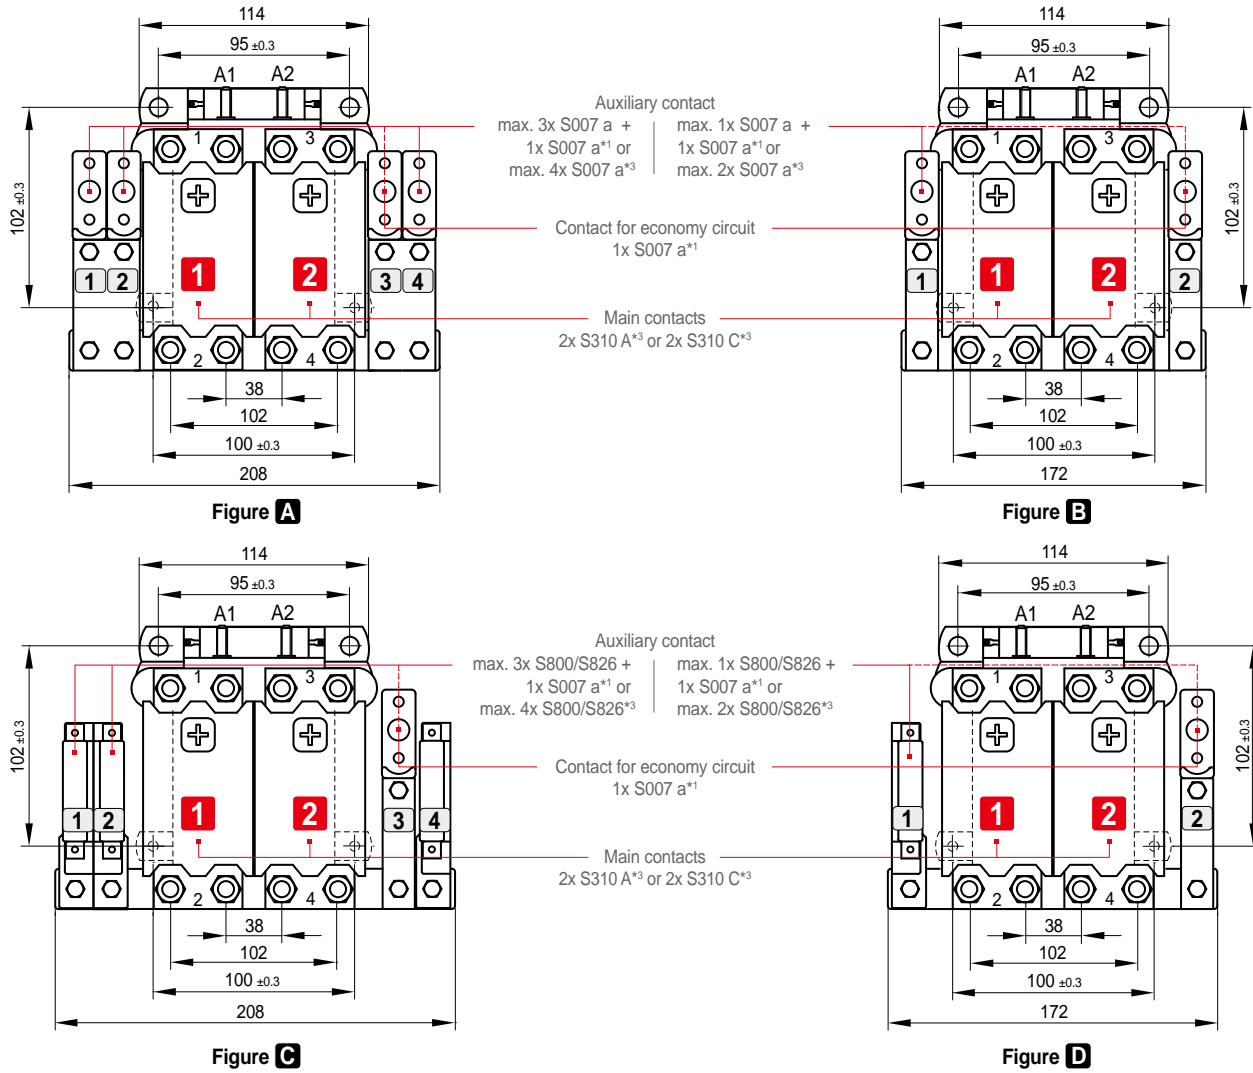 114
114
95 ±0.3
95 ±0.3
A1 A2
A1 A2
Auxiliary contact
max. 3x S007 a +
1x S007 a*1 or
max. 4x S007 a*3
max. 1x S007 a +
1x S007 a*1 or
max. 2x S007 a*3
1 3
1 3
102 ±0.3
102 ±0.3
Contact for economy circuit
1x S007 a*1
1 2 1 2 3 4
1 1 2 2
Main contacts
2x S310 A*3 or 2x S310 C*3
2 4
2 4
38
38
102
102
100 ±0.3
100 ±0.3
208
172
Figure A
Figure B
114
114
95 ±0.3
95 ±0.3
A1 A2
A1 A2
Auxiliary contact
max. 3x S800/S826 +
1x S007 a*1 or
max. 4x S800/S826*3
max. 1x S800/S826 +
1x S007 a*1 or
max. 2x S800/S826*3
1 3
1 3
102 ±0.3
102 ±0.3
Contact for economy circuit
1x S007 a*1
1 2 1 2 3 4
1 1 2 2
Main contacts
2x S310 A*3 or 2x S310 C*3
2 4
2 4
38
38
102
102
100 ±0.3
100 ±0.3
208
172
Figure C
Figure D